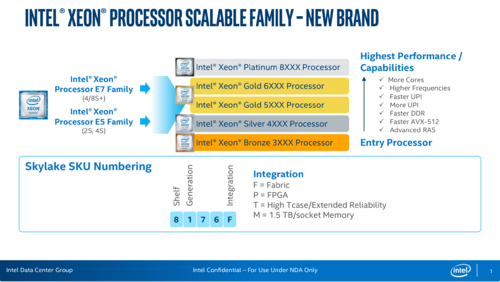 INTEL® XEON® PROCESSOR SCALABLE FAMILY – NEW BRAND
Intel® Xeon®
Processor E7 Family
(4/8S+)
Intel® Xeon®
Processor E5 Family
(2S, 4S)
Intel® Xeon® Platinum 8XXX Processor
Intel® Xeon® Gold 6XXX Processor
Intel® Xeon® Gold 5XXX Processor
Intel® Xeon® Silver 4XXX Processor
Intel® Xeon® Bronze 3XXX Processor
Highest Performance /
Capabilities
✓ More Cores
✓ Higher Frequencies
✓ Faster UPI
✓ More UPI
✓ Faster DDR
✓ Faster AVX-512
✓ Advanced RAS
Entry Processor
Skylake SKU Numbering
Shelf
Generation
Integration
8 1 7 6 F
Integration
F = Fabric
P = FPGA
T = High Tcase/Extended Reliability
M = 1.5 TB/socket Memory
Intel Data Center Group
Intel Confidential – For Use Under NDA Only
intel
1